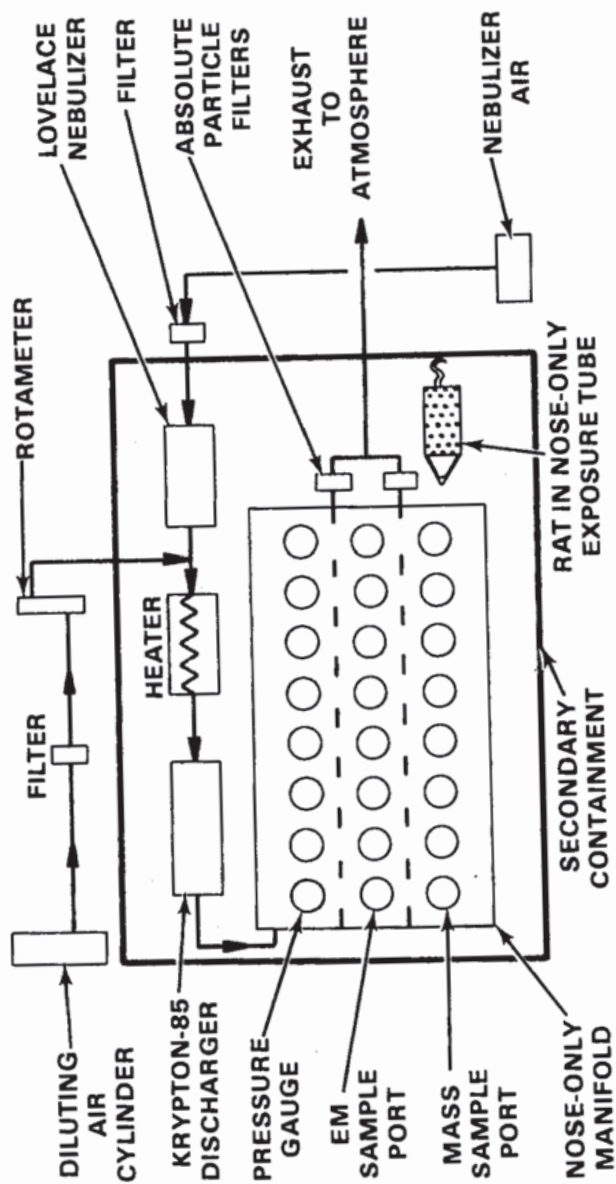 DILUTING
AIR
CYLINDER
FILTER
ROTAMETER
LOVELACE
NEBULIZER
FILTER
ABSOLUTE
PARTICLE
FILTERS
EXHAUST
TO
ATMOSPHERE
NEBULIZER
AIR
HEATER
KRYPTON-85
DISCHARGER
PRESSURE
GAUGE
EM
SAMPLE
PORT
MASS
SAMPLE
PORT
NOSE-ONLY
MANIFOLD
SECONDARY
CONTAINMENT
RAT IN NOSE-ONLY
EXPOSURE TUBE